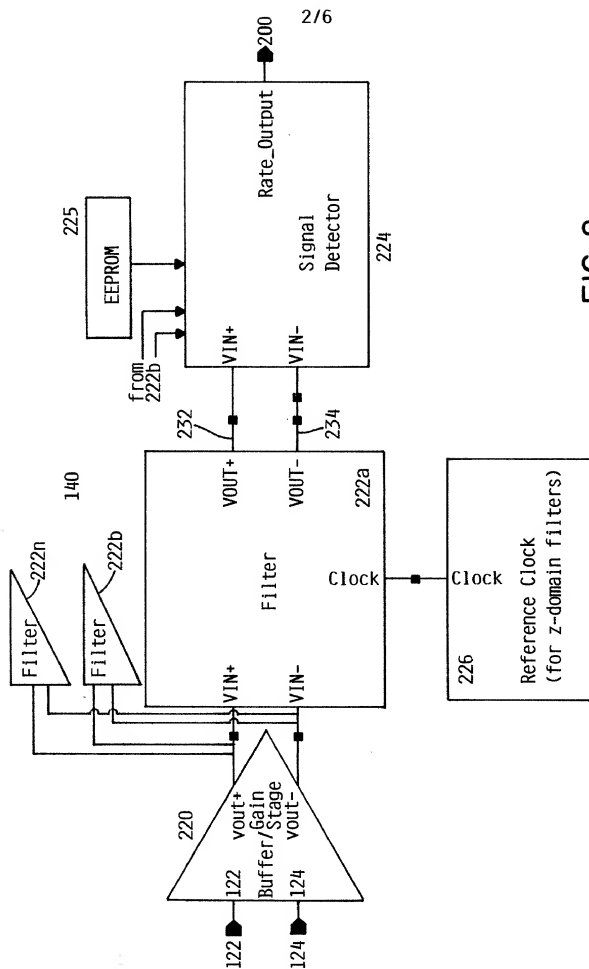 2/6
140
Filter
222n
Filter
222b
220
122
124
122
124
vout+
Buffer/Gain
Stage
vout-
VIN+
VIN-
Filter
VOUT+
VOUT-
222a
Clock
Clock
226
Reference Clock
(for z-domain filters)
232
234
from
222b
225
EEPROM
VIN+
VIN-
Rate_Output
Signal
Detector
224
200